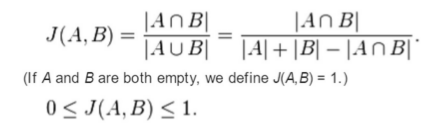 J(A, B) = |A ∩ B| / |A ∪ B| = |A ∩ B| / (|A| + |B| − |A ∩ B|).
(If A and B are both empty, we define J(A,B) = 1.)
0 ≤ J(A, B) ≤ 1.